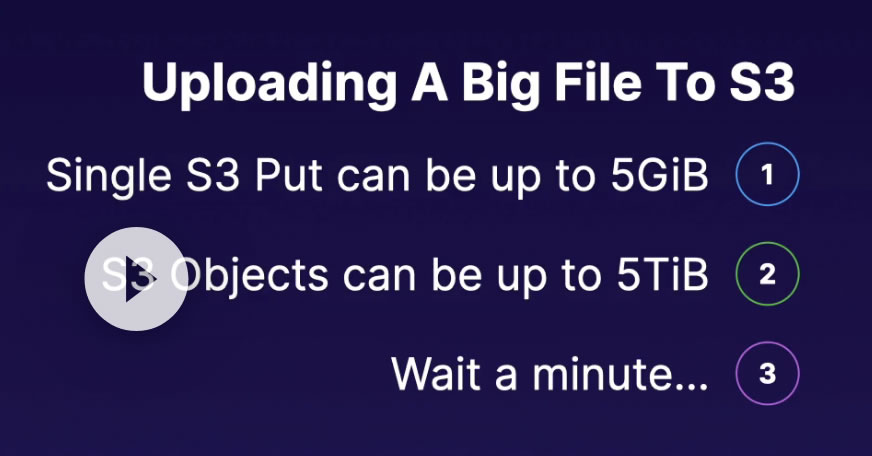 Uploading A Big File To S3
Single S3 Put can be up to 5GiB 1
S3 Objects can be up to 5TiB 2
Wait a minute... 3